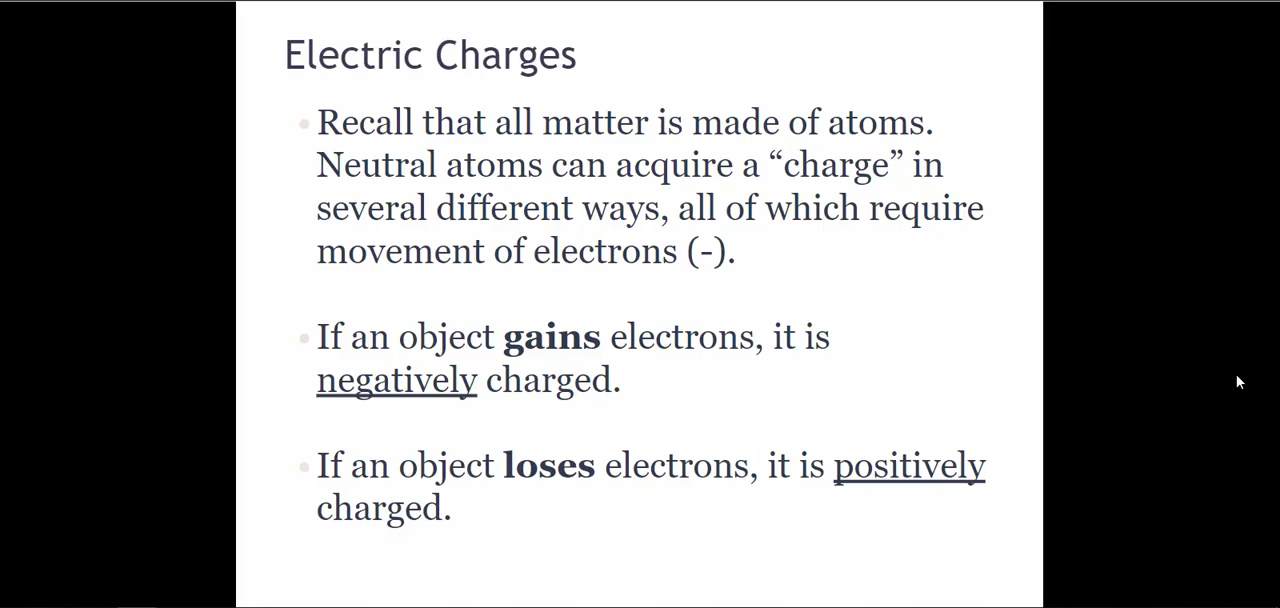 Electric Charges
Recall that all matter is made of atoms.
Neutral atoms can acquire a “charge” in
several different ways, all of which require
movement of electrons (-).
If an object gains electrons, it is
negatively charged.
If an object loses electrons, it is positively
charged.